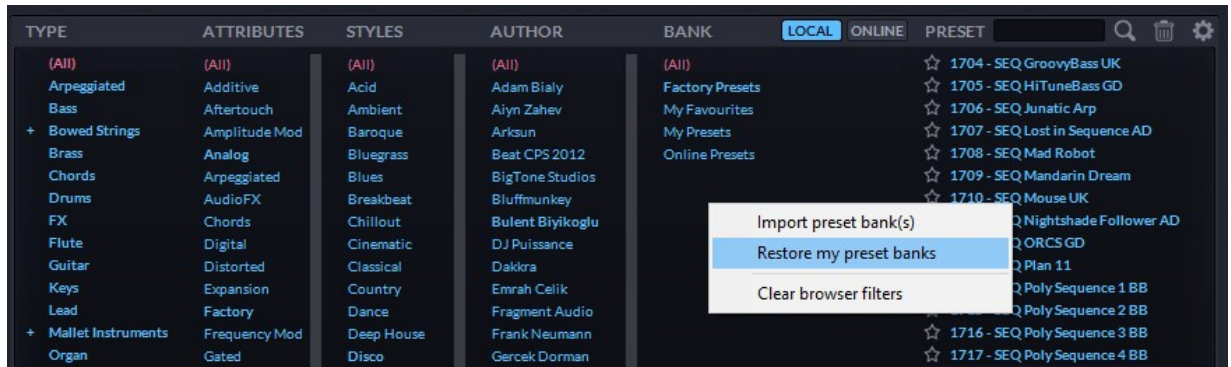 TYPE ATTRIBUTES STYLES AUTHOR BANK LOCAL ONLINE PRESET
(All) (All) (All) (All) (All) 1704 - SEQ GroovyBass UK
Arpeggiated Additive Acid Adam Bialy Factory Presets 1705 - SEQ HiTuneBass GD
Bass Aftertouch Ambient Aiyn Zahev My Favourites 1706 - SEQ Junatic Arp
+ Bowed Strings Amplitude Mod Baroque Arksun My Presets 1707 - SEQ Lost in Sequence AD
Brass Analog Bluegrass Beat CPS 2012 Online Presets 1708 - SEQ Mad Robot
Chords Arpeggiated Blues BigTone Studios 1709 - SEQ Mandarin Dream
Drums AudioFX Breakbeat Bluffmunkey 1710 - SEQ Mouse UK
FX Chords Chillout Bulent Biyikoglu Import preset bank(s) Q Nightshade Follower AD
Flute Digital Cinematic DJ Puissance Restore my preset banks Q ORCS GD
Guitar Distorted Classical Dakkra Q Plan 11
Keys Expansion Country Emrah Celik Clear browser filters Q Poly Sequence 1 BB
Lead Factory Dance Fragment Audio Q Poly Sequence 2 BB
+ Mallet Instruments Frequency Mod Deep House Frank Neumann 1716 - SEQ Poly Sequence 3 BB
Organ Gated Disco Gercek Dorman 1717 - SEQ Poly Sequence 4 BB